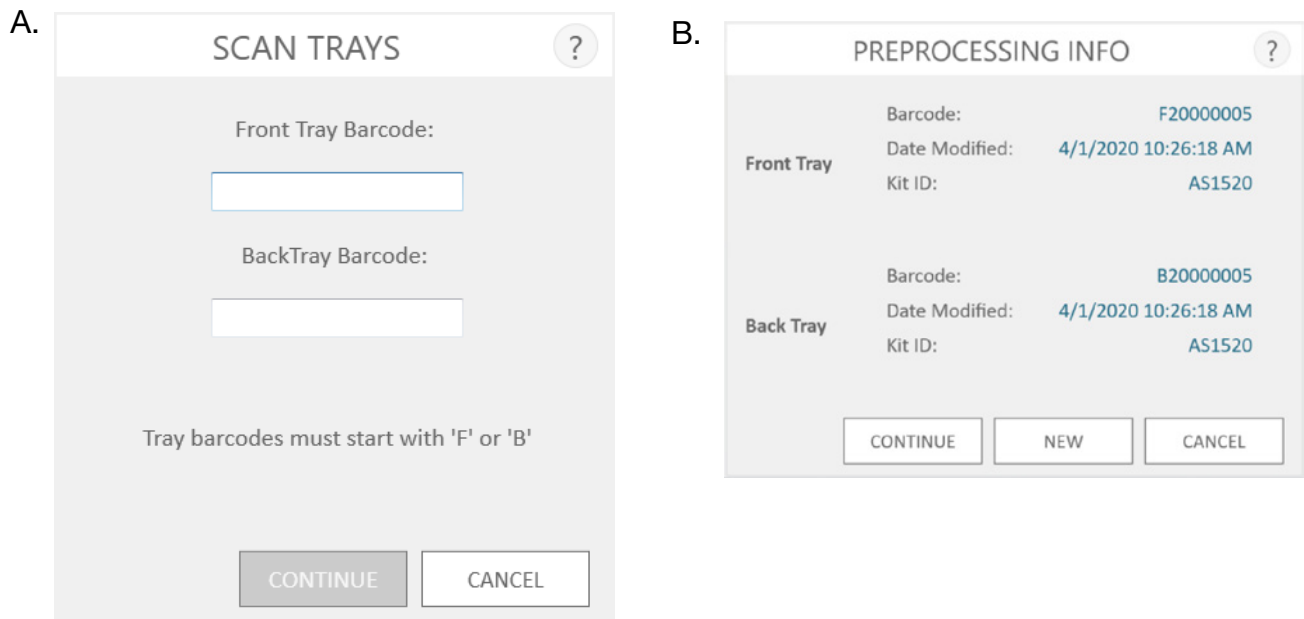 A.
SCAN TRAYS
?
Front Tray Barcode:
BackTray Barcode:
Tray barcodes must start with 'F' or 'B'
CONTINUE
CANCEL
B.
PREPROCESSING INFO
?
Front Tray
Barcode: F20000005
Date Modified: 4/1/2020 10:26:18 AM
Kit ID: AS1520
Back Tray
Barcode: B20000005
Date Modified: 4/1/2020 10:26:18 AM
Kit ID: AS1520
CONTINUE
NEW
CANCEL